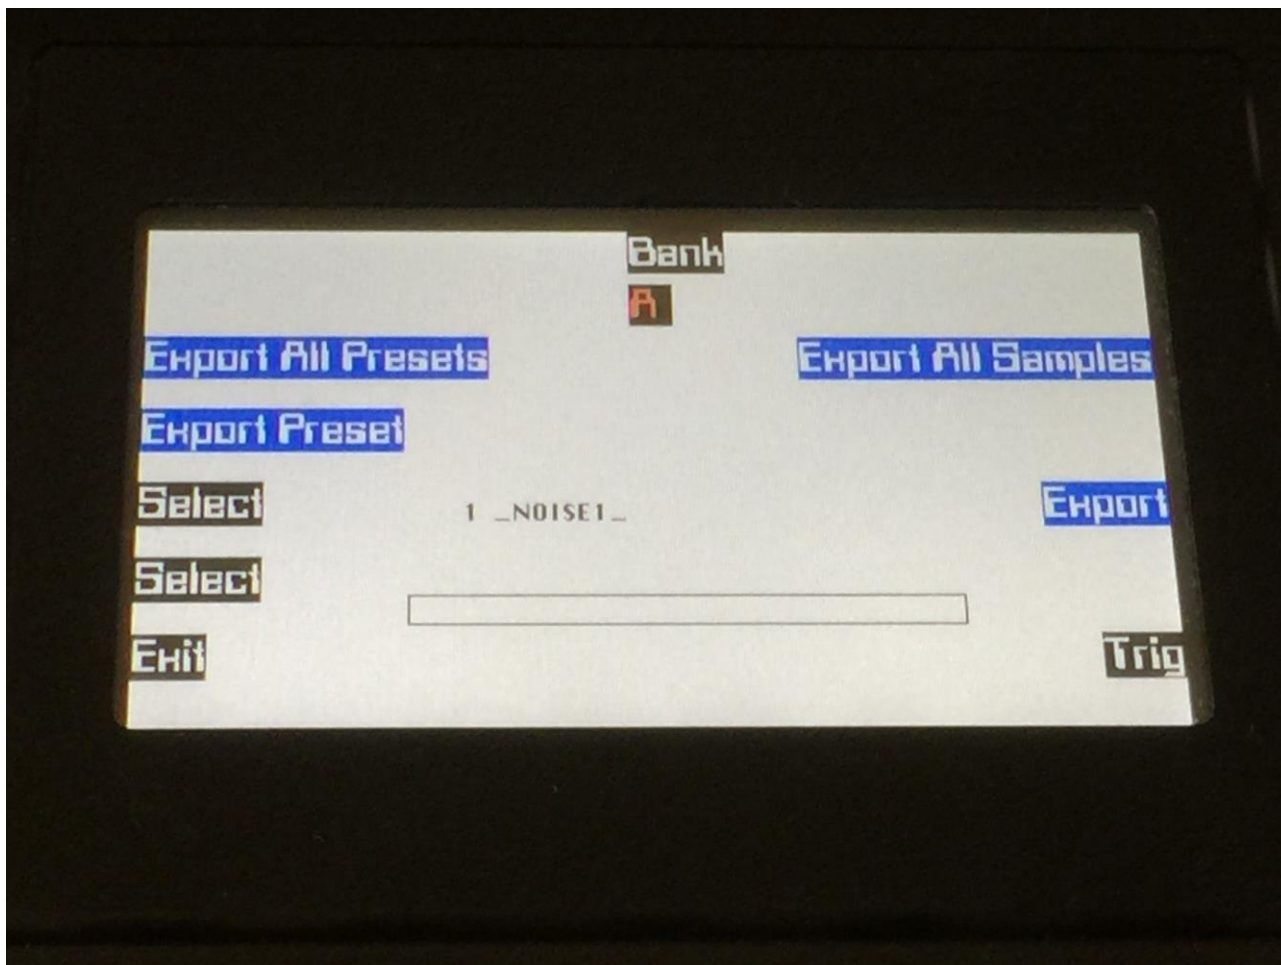 Bank
A
Export All Presets Export All Samples
Export Preset
Select 1 _NOISE1_ Export
Select
Exit Trig